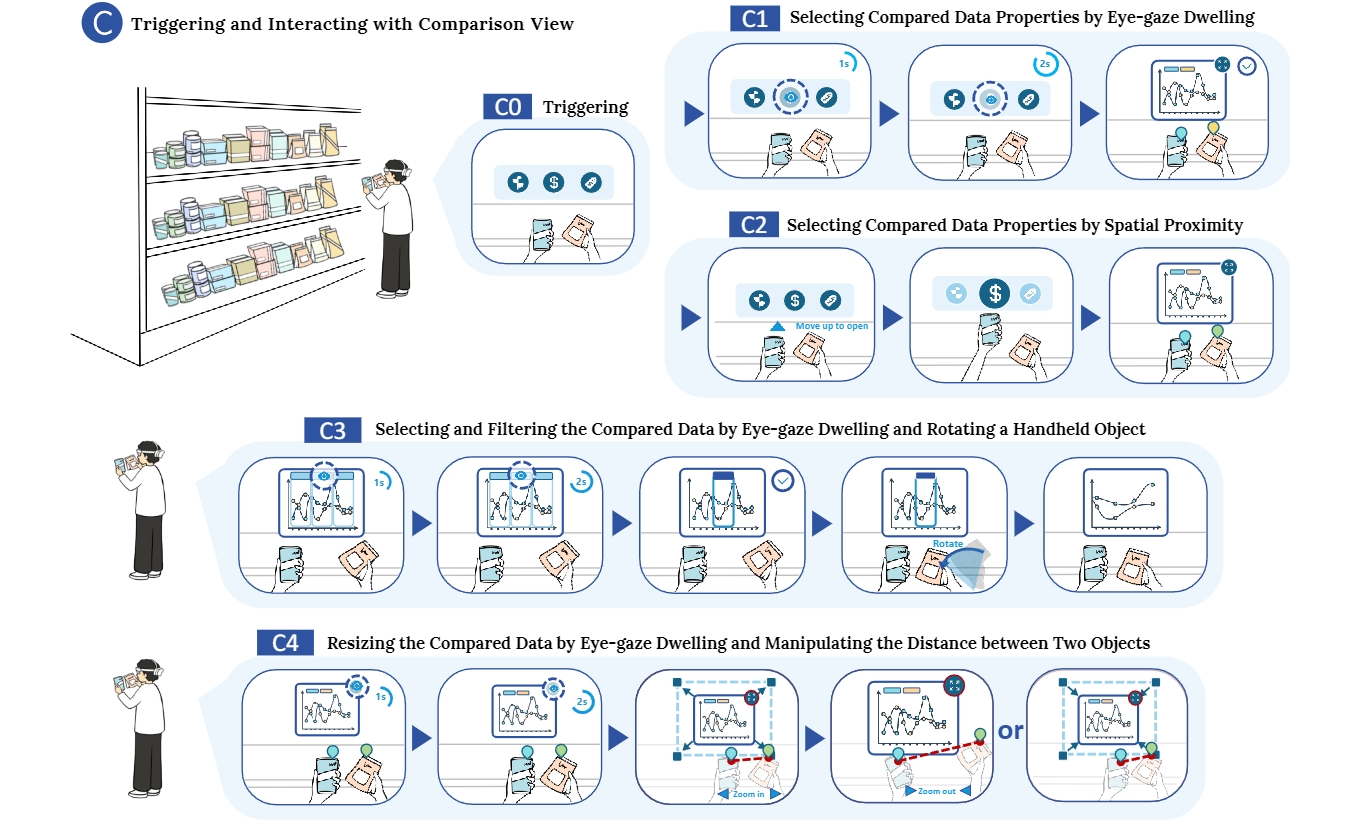 C Triggering and Interacting with Comparison View
C0 Triggering
$
C1 Selecting Compared Data Properties by Eye-gaze Dwelling
1s
2s
C2 Selecting Compared Data Properties by Spatial Proximity
$
Move up to open
$
C3 Selecting and Filtering the Compared Data by Eye-gaze Dwelling and Rotating a Handheld Object
1s
2s
Rotate
C4 Resizing the Compared Data by Eye-gaze Dwelling and Manipulating the Distance between Two Objects
1s
2s
Zoom in
Zoom out
or